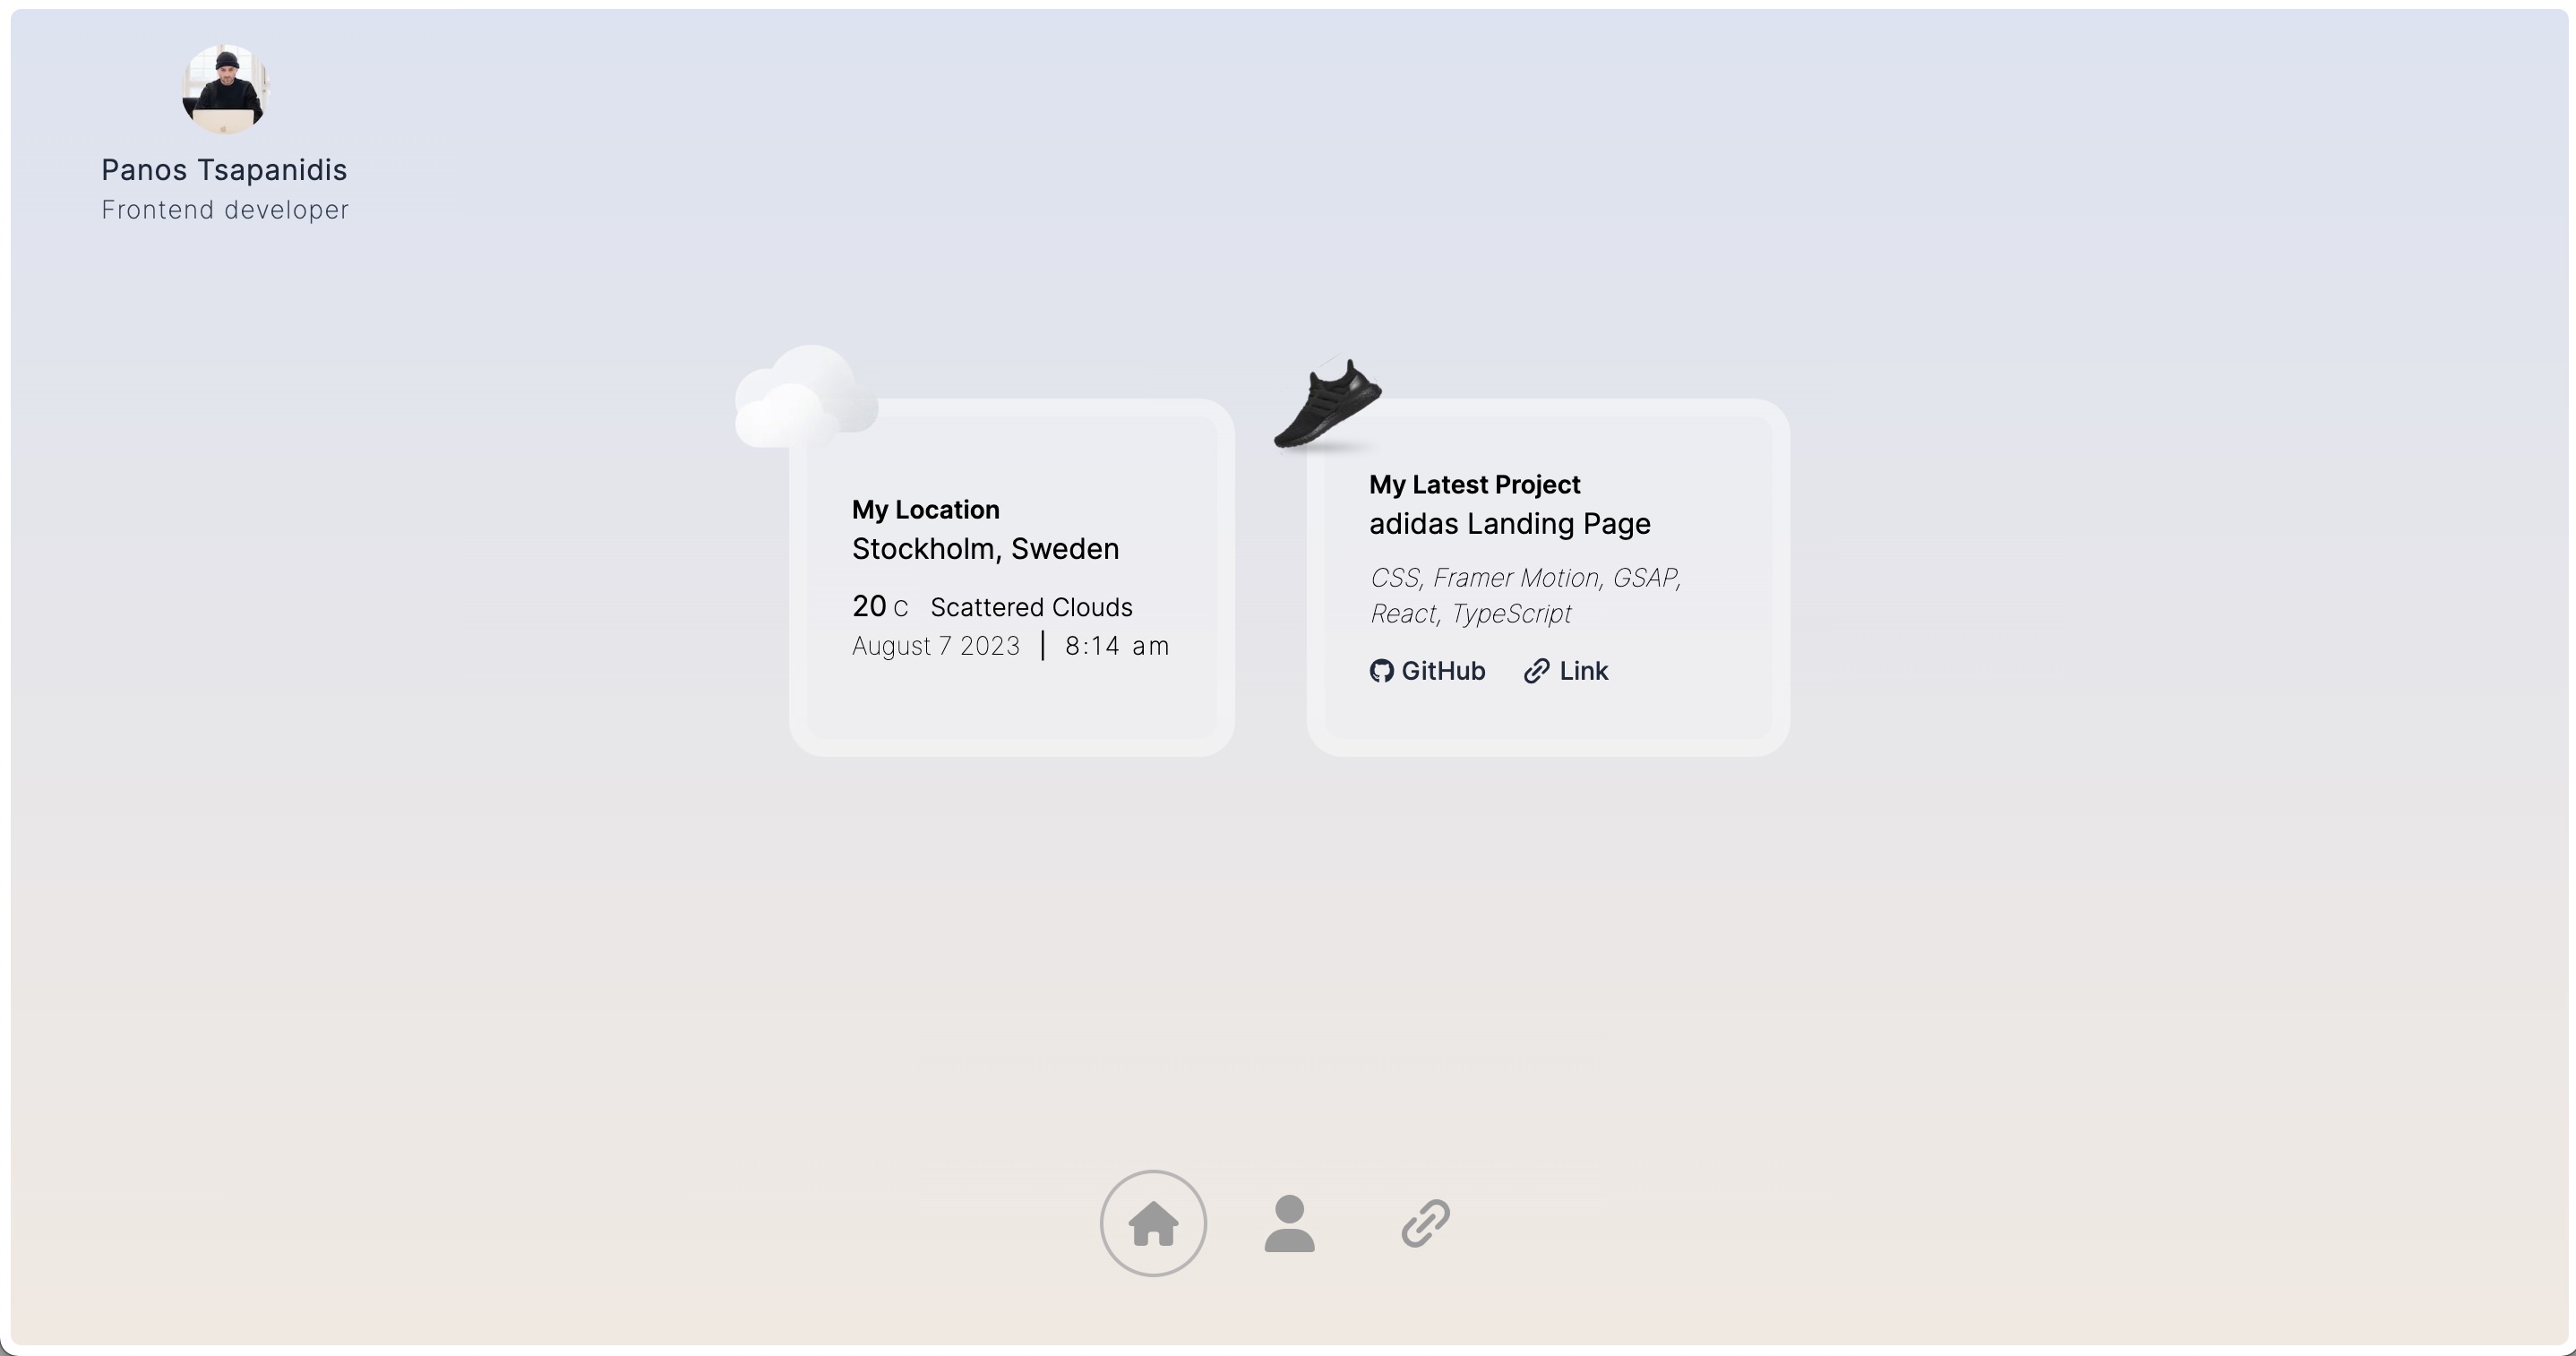 Panos Tsapanidis
Frontend developer
My Location
Stockholm, Sweden
20 C Scattered Clouds
August 7 2023 | 8:14 am
My Latest Project
adidas Landing Page
CSS, Framer Motion, GSAP,
React, TypeScript
GitHub Link